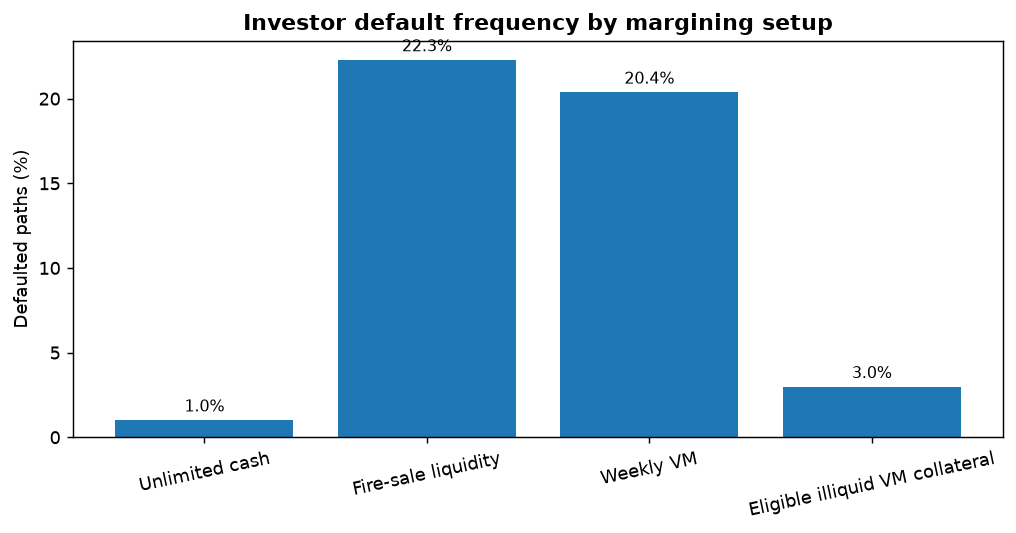 Investor default frequency by margining setup
Defaulted paths (%)
20
15
10
5
0
1.0%
22.3%
20.4%
3.0%
Unlimited cash
Fire-sale liquidity
Weekly VM
Eligible illiquid VM collateral